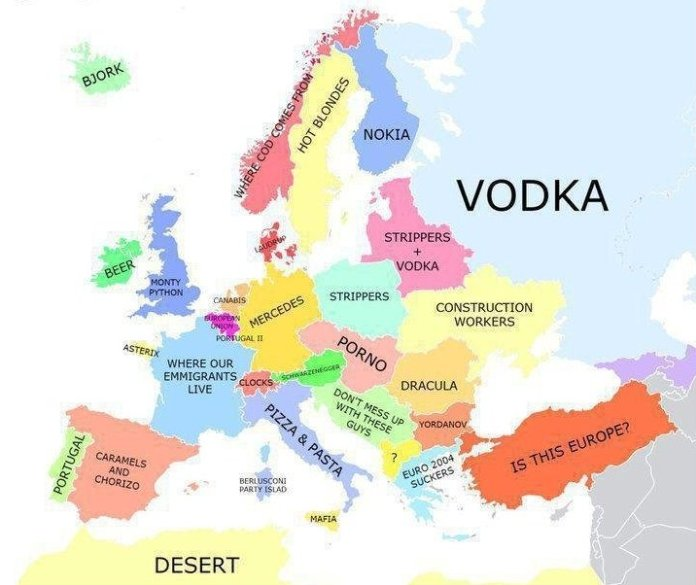 BJORK
WHERE COD COMES FROM
HOT BLONDES
NOKIA
VODKA
STRIPPERS
+
VODKA
LAUDRUP
BEER
MONTY
PYTHON
CANABIS
EUROPEAN
UNION
PORTUGAL II
MERCEDES
STRIPPERS
CONSTRUCTION
WORKERS
ASTERIX
WHERE OUR
EMMIGRANTS
LIVE
CLOCKS
SCHWARZENEGGER
PORNO
DRACULA
DON'T MESS UP
WITH THESE
GUYS
YORDANOV
PORTUGAL
CARAMELS
AND
CHORIZO
PIZZA & PASTA
?
EURO 2004
SUCKERS
IS THIS EUROPE?
BERLUSCONI
PARTY ISLAD
MAFIA
DESERT